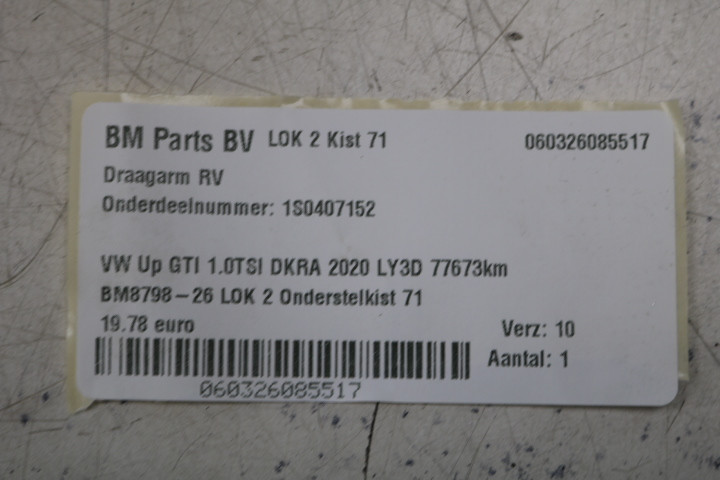 BM Parts BV LOK 2 Kist 71 060326085517
Draagarm RV
Onderdeelnummer: 1S0407152
VW Up GTI 1.0TSI DKRA 2020 LY3D 77673km
BM8798-26 LOK 2 Onderstelkist 71
19.78 euro Verz: 10
Aantal: 1
060326085517